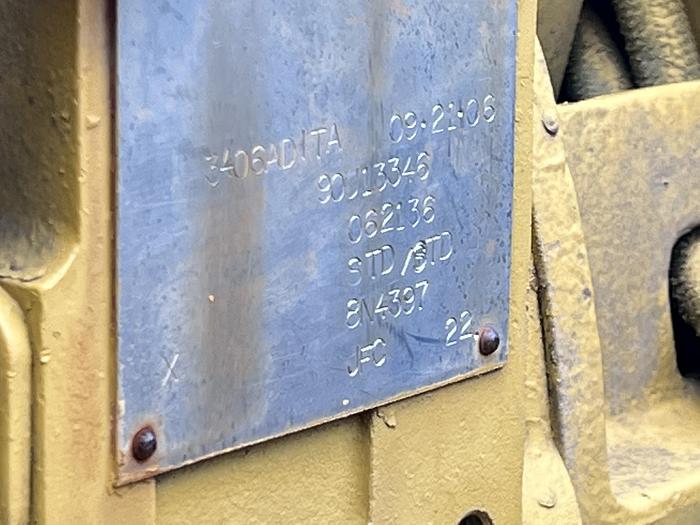 3406ADITA 09·21·06
90U13346
062136
STD/STD
8N4397
JFC 22
X